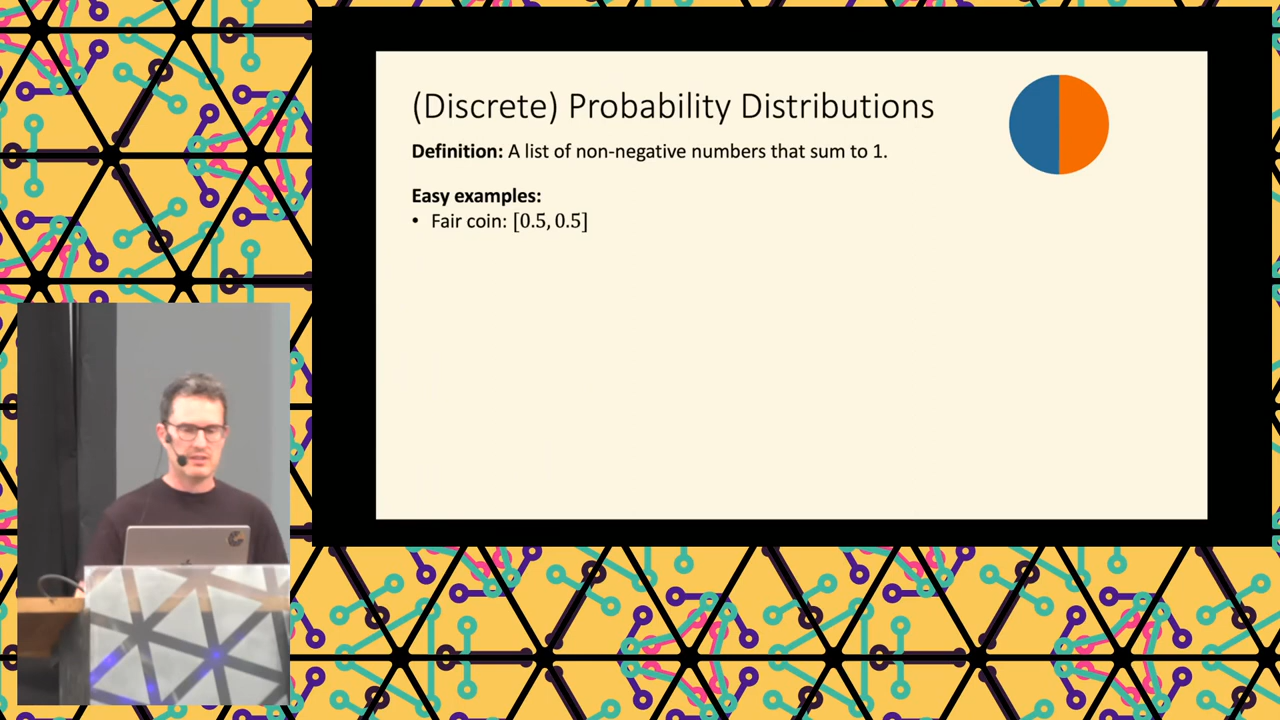 (Discrete) Probability Distributions
Definition: A list of non-negative numbers that sum to 1.
Easy examples:
• Fair coin: [0.5, 0.5]